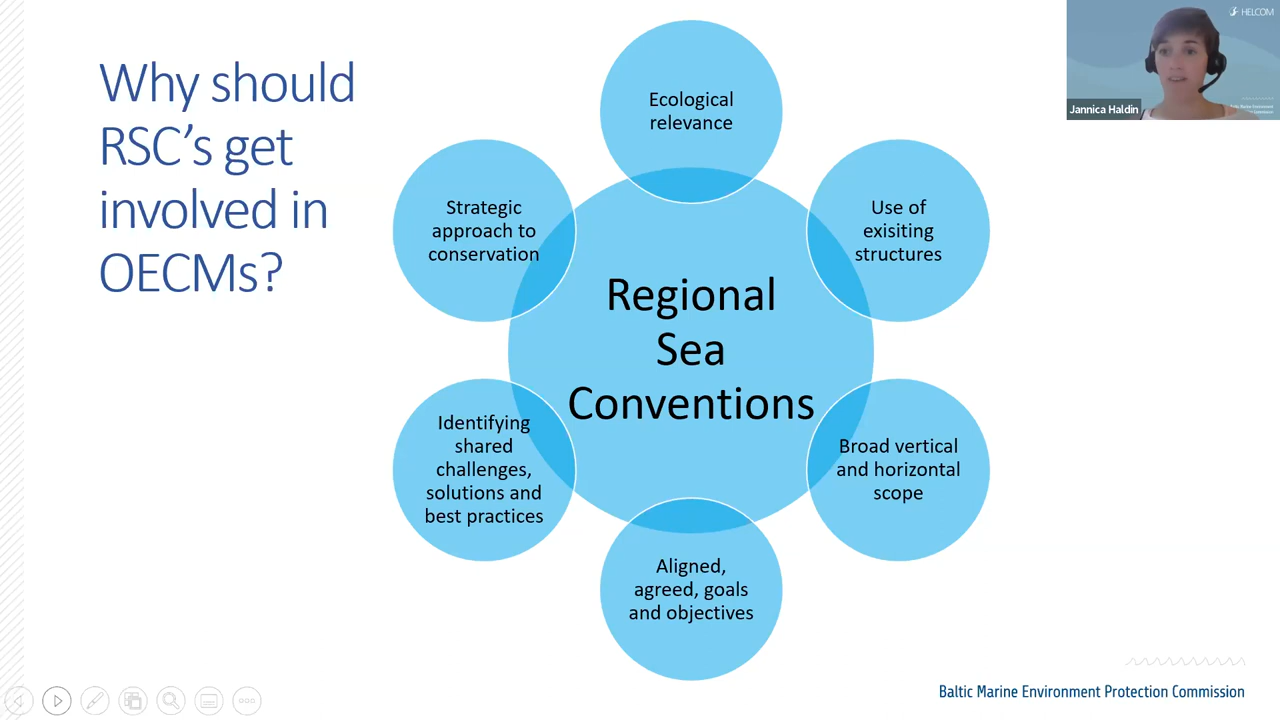 Why should
RSC's get
involved in
OECMs?
Ecological
relevance
Use of
exisiting
structures
Broad vertical
and horizontal
scope
Aligned,
agreed, goals
and objectives
Identifying
shared
challenges,
solutions and
best practices
Strategic
approach to
conservation
Regional
Sea
Conventions
HELCOM
Jannica Haldin
Baltic Marine Environment Protection Commission